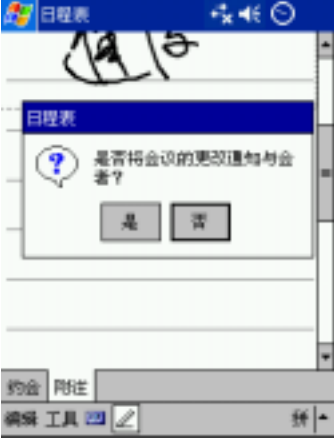 日程表
日程表
是否将会议的更改通知与会
者?
是 否
约会 附注
编辑 工具 拼